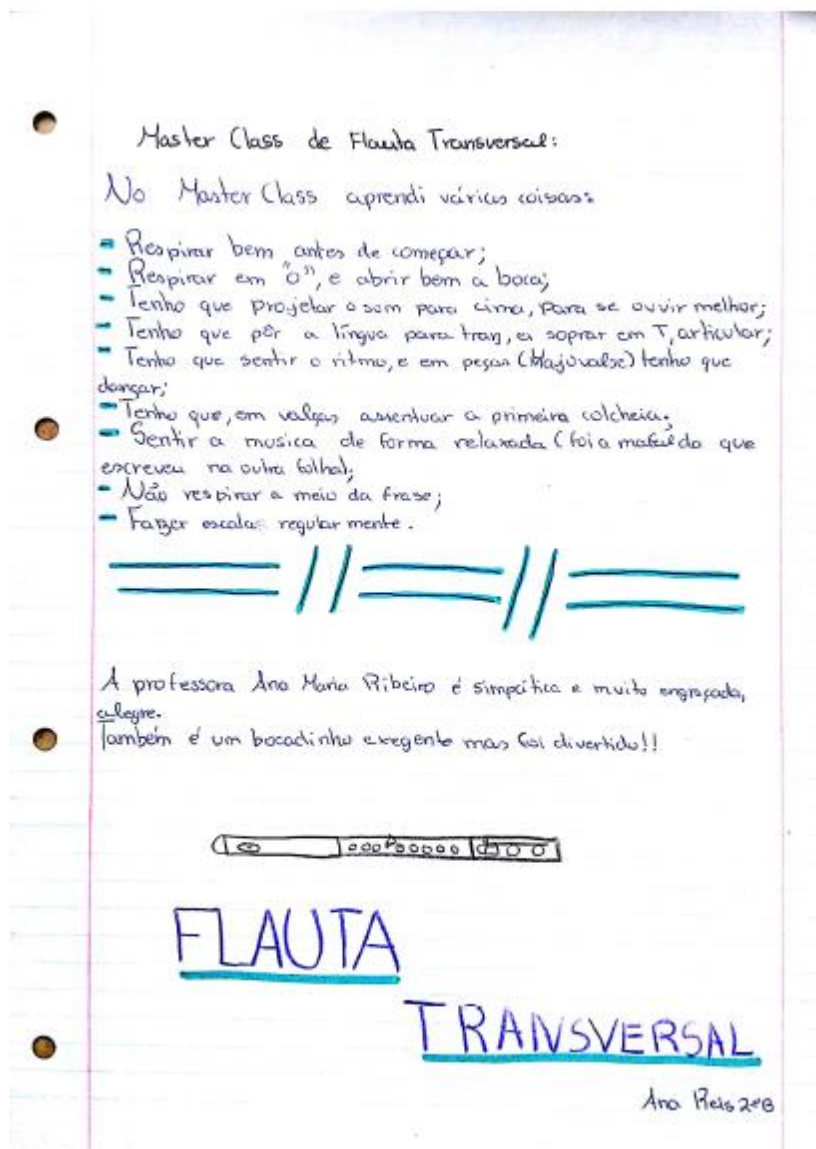 Master Class de Flauta Transversal:
No Master Class aprendi várias coisas:
- Respirar bem antes de começar;
- Respirar em "O", e abrir bem a boca;
- Tenho que projetar o som para cima, para se ouvir melhor;
- Tenho que pôr a língua para tras, e soprar em T, articular;
- Tenho que sentir o ritmo, e em peças (Majovalse) tenho que
dançar;
- Tenho que, em valsas assentuar a primeira colcheia;
- Sentir a musica de forma relaxada (foi a matilda que
escreveu na outra folha);
- Não respirar a meio da frase;
- Fazer escalas regularmente.
A professora Ana Maria Ribeiro é simpática e muito engraçada,
alegre.
Também é um bocadinho exegente mas foi divertido!!
FLAUTA
TRANSVERSAL
Ana Reis 2ºB